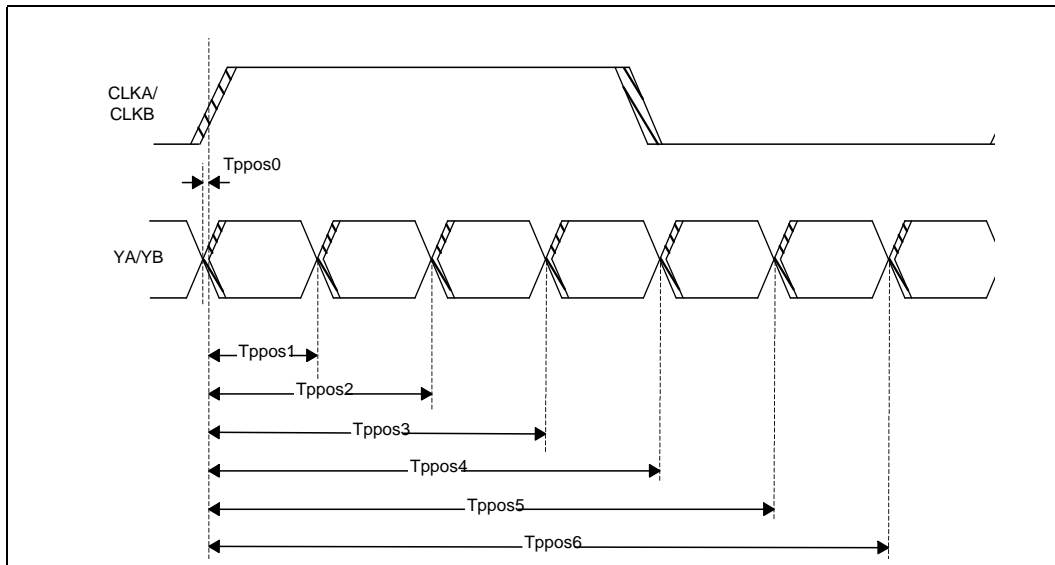 CLKA/
CLKB
Tppos0
YA/YB
Tppos1
Tppos2
Tppos3
Tppos4
Tppos5
Tppos6